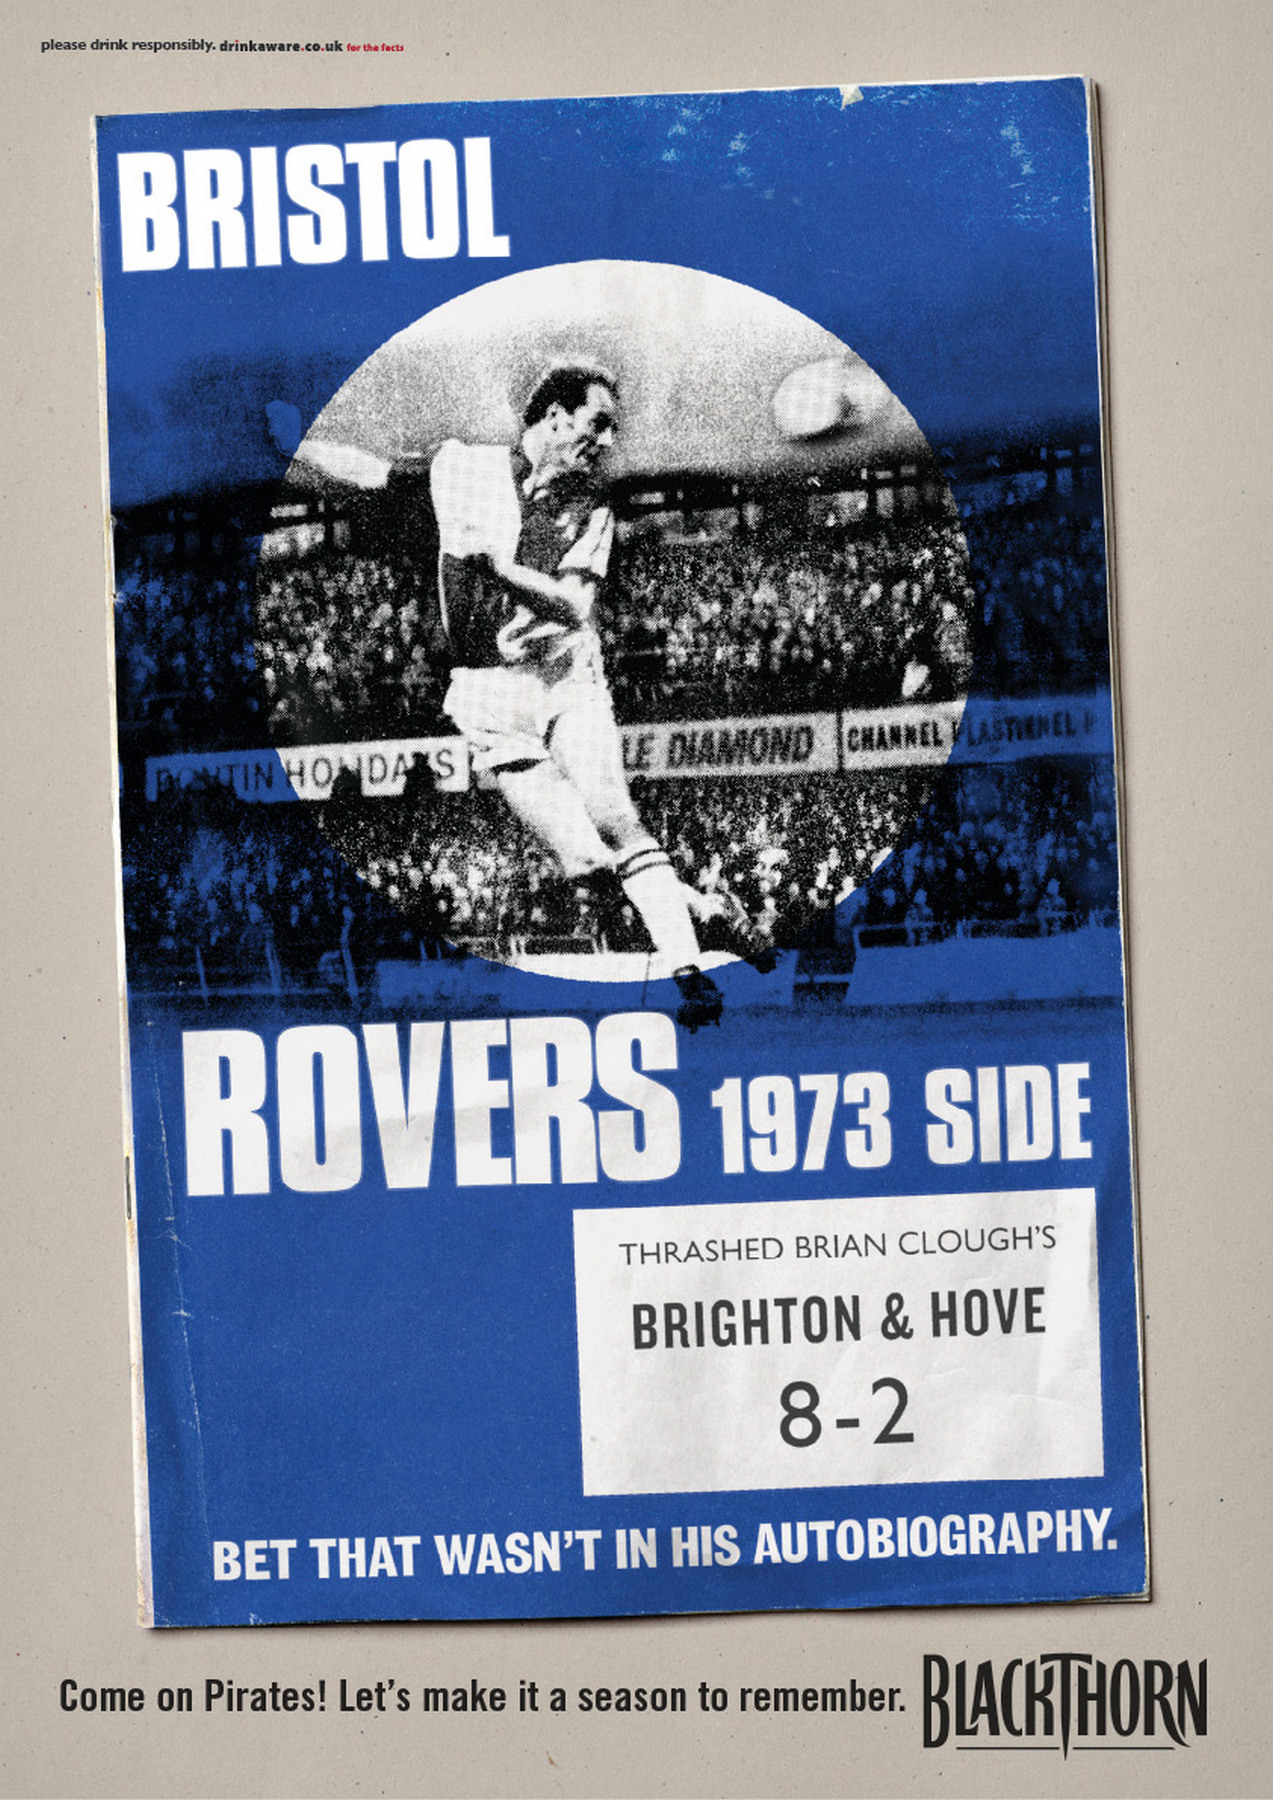 please drink responsibly. drinkaware.co.uk for the facts
BRISTOL
HOLIDAYS
LE DIAMOND
CHANNEL
ROVERS 1973 SIDE
THRASHED BRIAN CLOUGH'S
BRIGHTON & HOVE
8-2
BET THAT WASN'T IN HIS AUTOBIOGRAPHY.
Come on Pirates! Let's make it a season to remember. BLACKTHORN